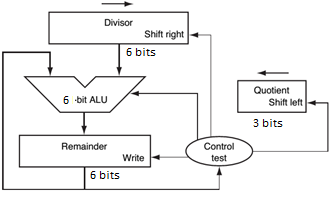 Divisor
Shift right
6 bits
6 -bit ALU
Quotient
Shift left
3 bits
Remainder
Write
Control
test
6 bits